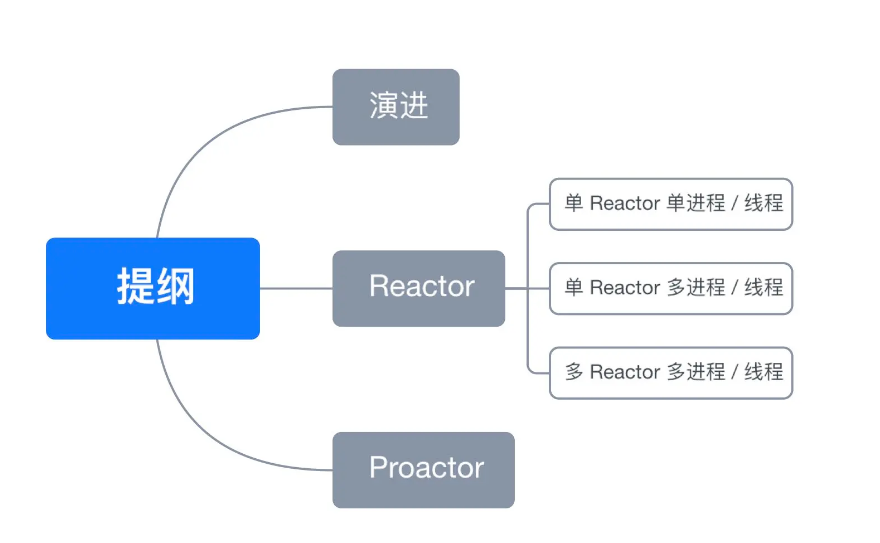 演进
单 Reactor 单进程 / 线程
提纲
Reactor
单 Reactor 多进程 / 线程
多 Reactor 多进程 / 线程
Proactor